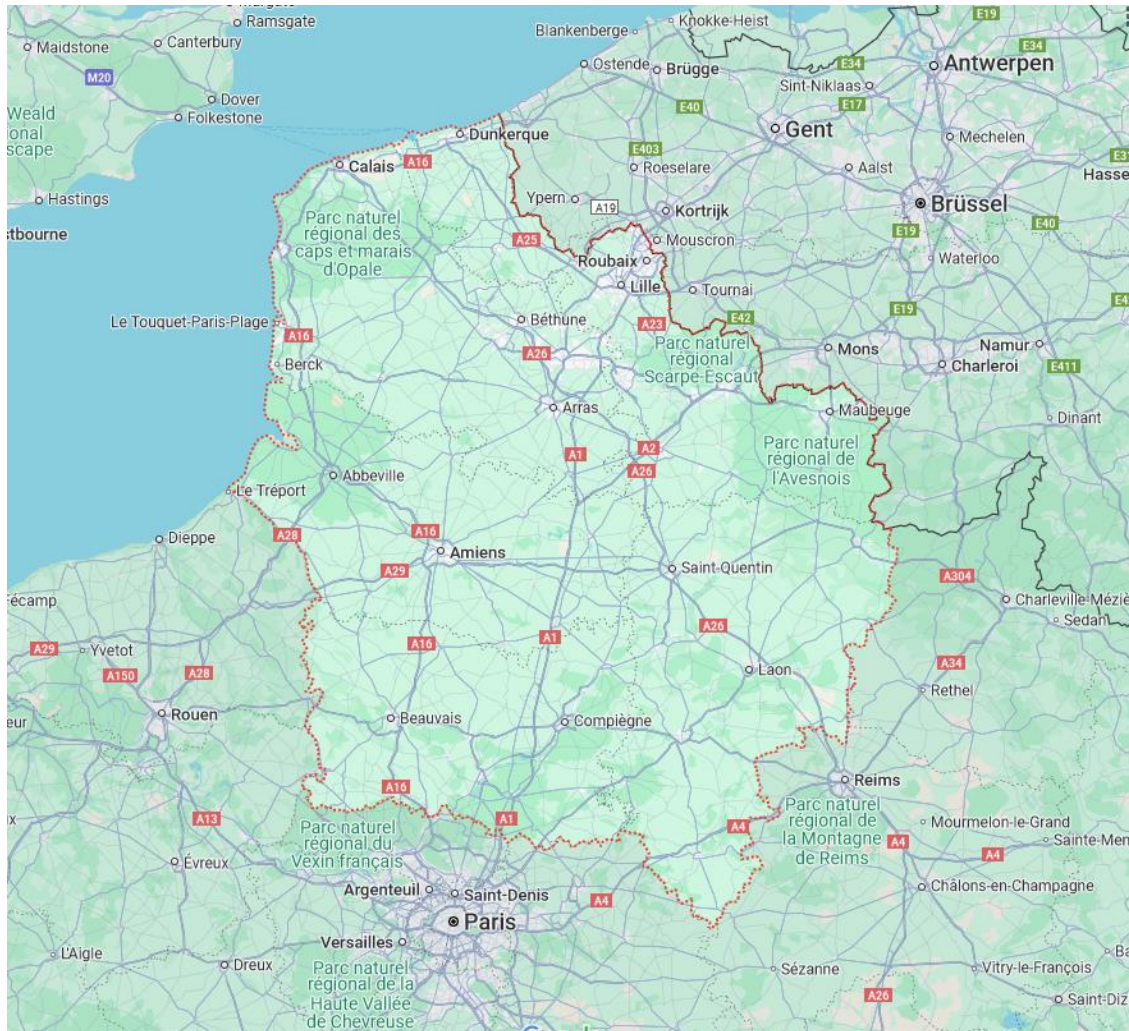 Ramsgate
Knokke-Heist
E19
Maidstone
Canterbury
Blankenberge
E34
M20
Ostende
Brügge
E34
Antwerpen
Sint-Niklaas
Dover
E40
E17
Weald
Folkestone
Dunkerque
Gent
Mechelen
Calais
A16
E403
E31
Roeselare
Aalst
Hasse
Hastings
Ypern
A19
Kortrijk
Brüssel
Parc naturel
régional des
caps et marais
d'Opale
E40
stbourne
A25
Mouscron
E19
Roubaix
Waterloo
Lille
Tournai
Le Touquet-Paris-Plage
Béthune
E42
E19
A16
A23
A26
Parc naturel
régional
Scarpe-Escaut
Mons
Namur
Berck
Charleroi
E411
Arras
Maubeuge
Dinant
Parc naturel
régional de
l'Avesnois
A1
A2
A26
Abbeville
Le Tréport
Dieppe
A28
A16
Amiens
A29
Saint-Quentin
A304
Fécamp
Charleville-Méziè
Sedan
A29
Yvetot
A16
A1
A26
A34
A150
A28
Laon
Rethel
Rouen
Beauvais
Compiègne
eur
Reims
A16
A13
A1
A4
Parc naturel
régional de
la Montagne
de Reims
Mourmelon-le-Grand
Parc naturel
régional du
Vexin français
Sainte-Men
A4
A4
Évreux
Argenteuil
Saint-Denis
Châlons-en-Champagne
A4
Paris
Versailles
L'Aigle
Dreux
Parc naturel
régional de la
Haute Vallée
de Chevreuse
Sézanne
Vitry-le-François
A26
Saint-Diz